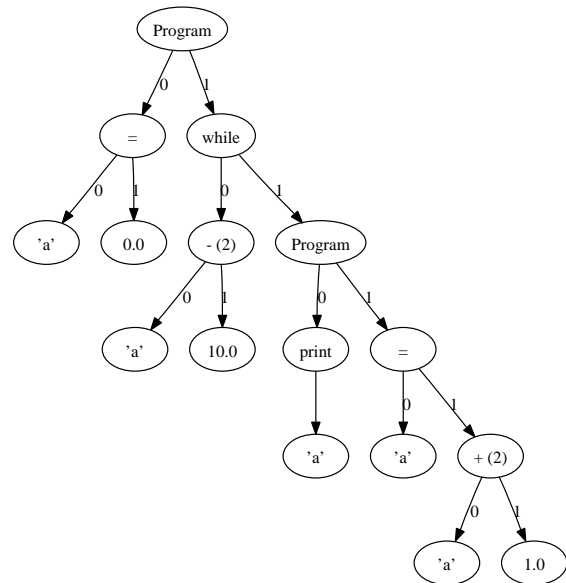 Program
0 1
= while
0 1 0 1
'a' 0.0 - (2) Program
0 1 0 1
'a' 10.0 print =
0 1
'a' 'a' + (2)
0 1
'a' 1.0